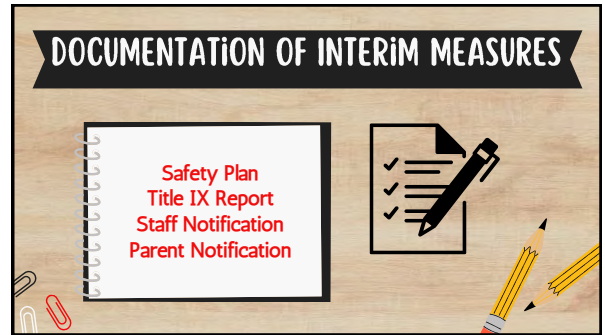 DOCUMENTATION OF INTERIM MEASURES
Safety Plan
Title IX Report
Staff Notification
Parent Notification